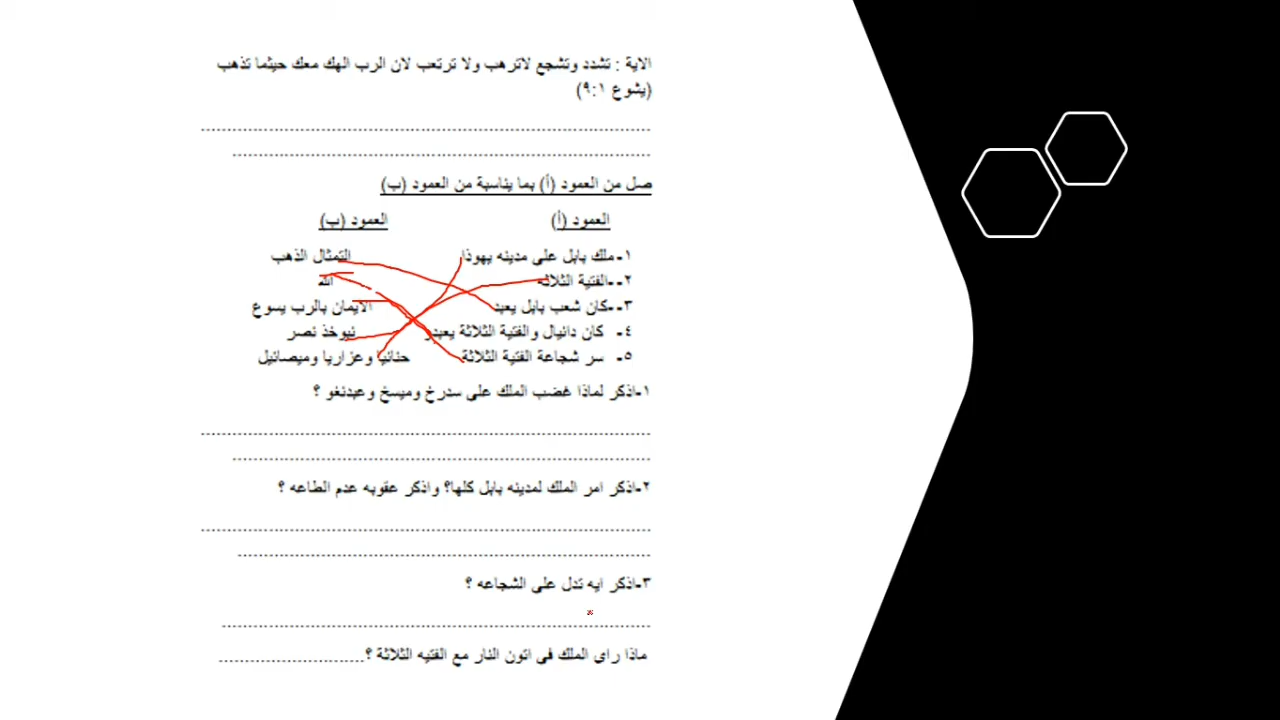 الاية : تشدد وتشجع لاترهب ولا ترتعب لان الرب الهك معك حيثما تذهب
(يشوع ٩:١)
صل من العمود (أ) بما يناسبة من العمود (ب)
العمود (أ) العمود (ب)
١-ملك بابل على مدينه يهوذا التمثال الذهب
٢--الفتية الثلاثه الله
٣--كان شعب بابل يعبد الايمان بالرب يسوع
٤- كان دانيال والفتية الثلاثة يعبدو نبوخذ نصر
٥- سر شجاعة الفتية الثلاثة حنانيا وعزاريا وميصائيل
١-اذكر لماذا غضب الملك على سدرخ وميسخ وعبدنغو ؟
٢-اذكر امر الملك لمدينه بابل كلها؟ واذكر عقوبه عدم الطاعه ؟
٣-اذكر ايه تدل على الشجاعه ؟
ماذا راى الملك فى اتون النار مع الفتيه الثلاثة ؟............................